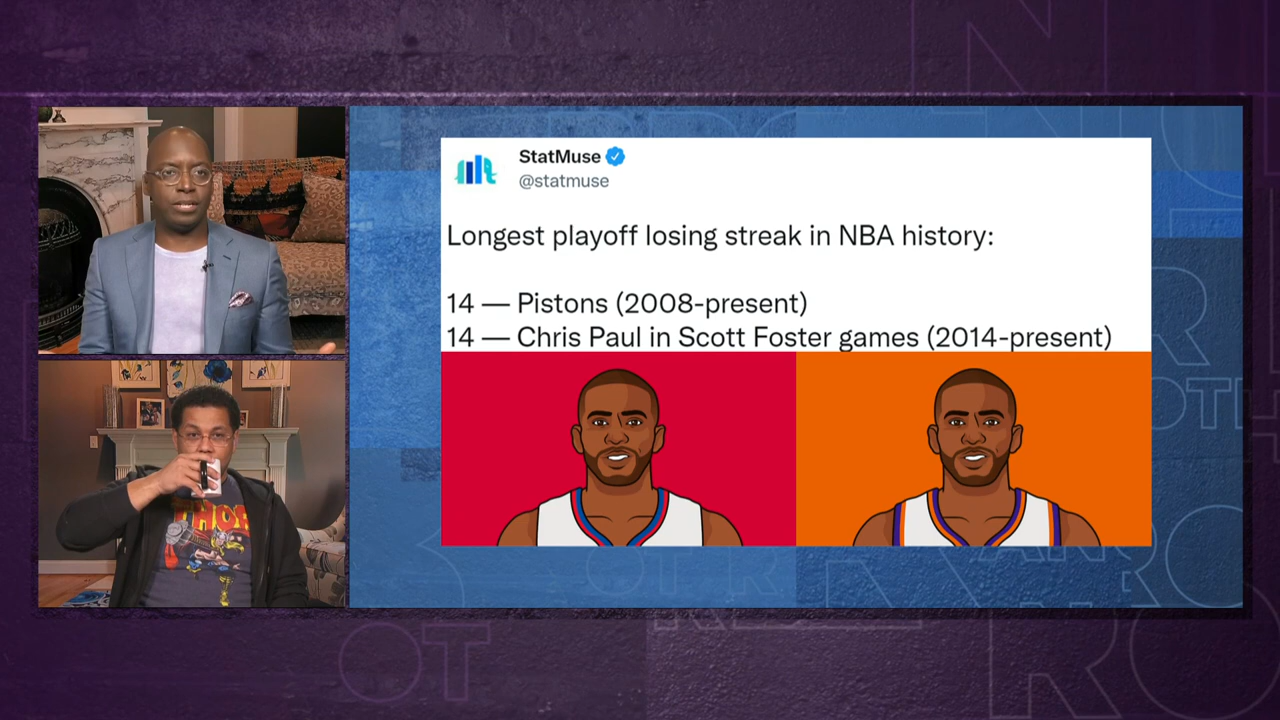 StatMuse
@statmuse
Longest playoff losing streak in NBA history:
14 — Pistons (2008-present)
14 — Chris Paul in Scott Foster games (2014-present)
THOR